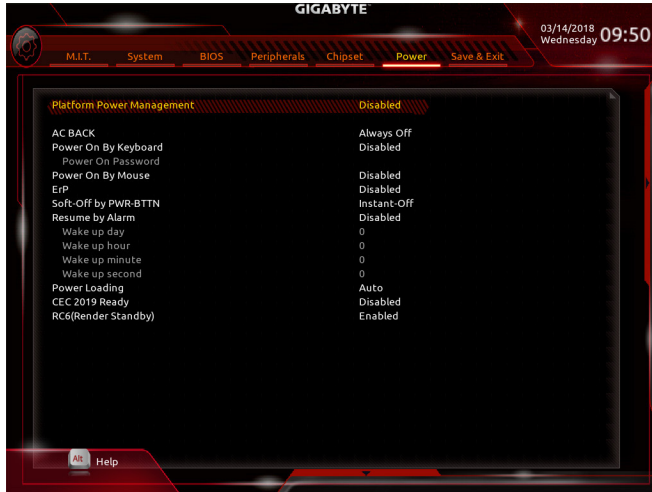 GIGABYTE™
03/14/2018
Wednesday 09:50
M.I.T. System BIOS Peripherals Chipset Power Save & Exit
Platform Power Management Disabled
AC BACK Always Off
Power On By Keyboard Disabled
Power On Password
Power On By Mouse Disabled
ErP Disabled
Soft-Off by PWR-BTTN Instant-Off
Resume by Alarm Disabled
Wake up day 0
Wake up hour 0
Wake up minute 0
Wake up second 0
Power Loading Auto
CEC 2019 Ready Disabled
RC6(Render Standby) Enabled
Alt Help